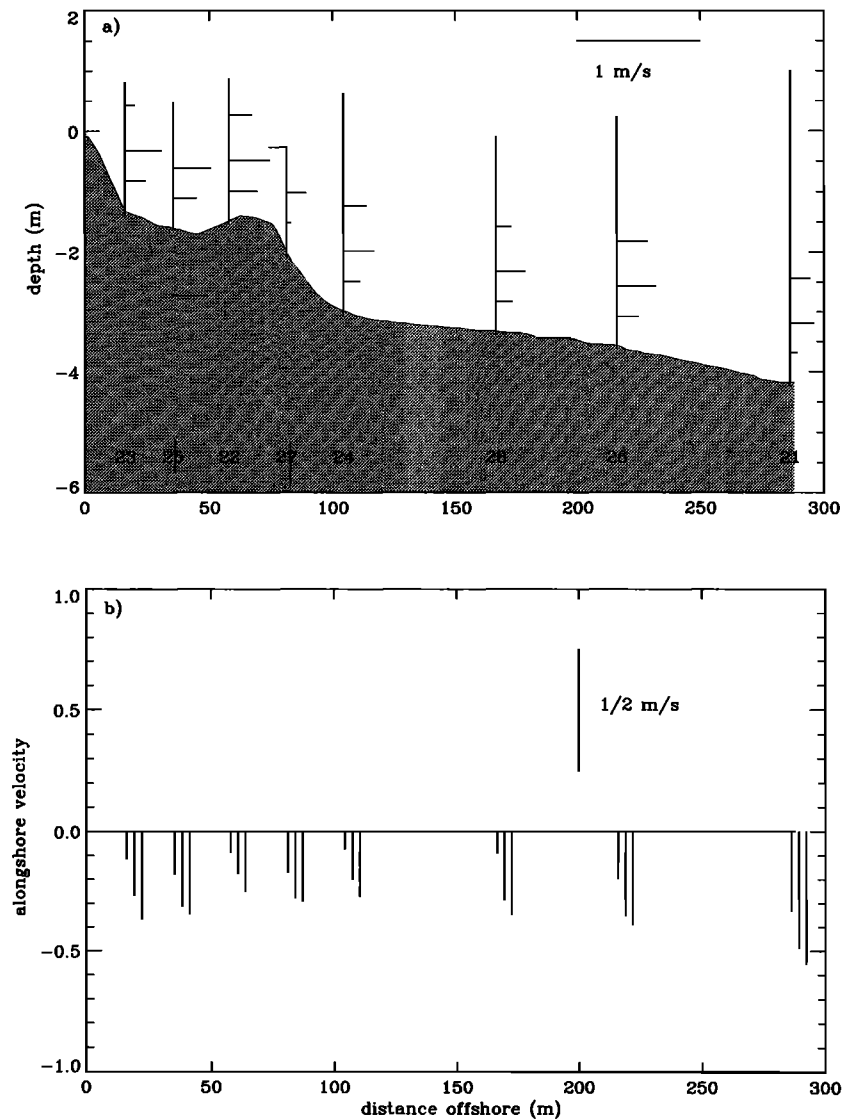 a)
1 m/s
depth (m)
2
0
−2
−4
−6
23 22 24 21
0 50 100 150 200 250 300
b)
1/2 m/s
alongshore velocity
1.0
0.5
0.0
−0.5
−1.0
0 50 100 150 200 250 300
distance offshore (m)